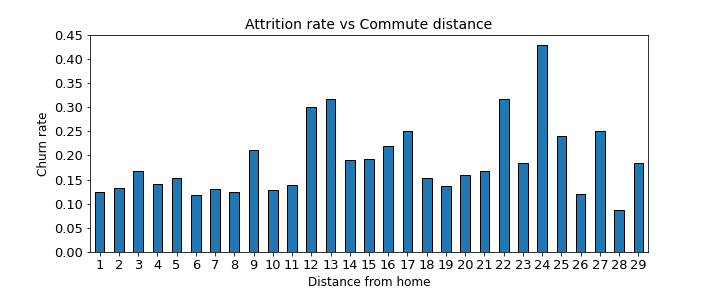 Attrition rate vs Commute distance
0.45
0.40
0.35
0.30
0.25
0.20
0.15
0.10
0.05
0.00
Churn rate
1 2 3 4 5 6 7 8 9 10 11 12 13 14 15 16 17 18 19 20 21 22 23 24 25 26 27 28 29
Distance from home